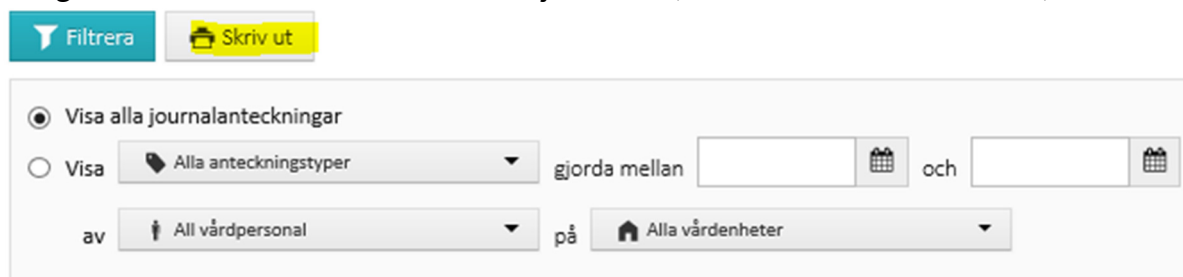 Filtrera Skriv ut
Visa alla journalanteckningar
Visa Alla anteckningstyper gjorda mellan och
av All vårdpersonal på Alla vårdenheter